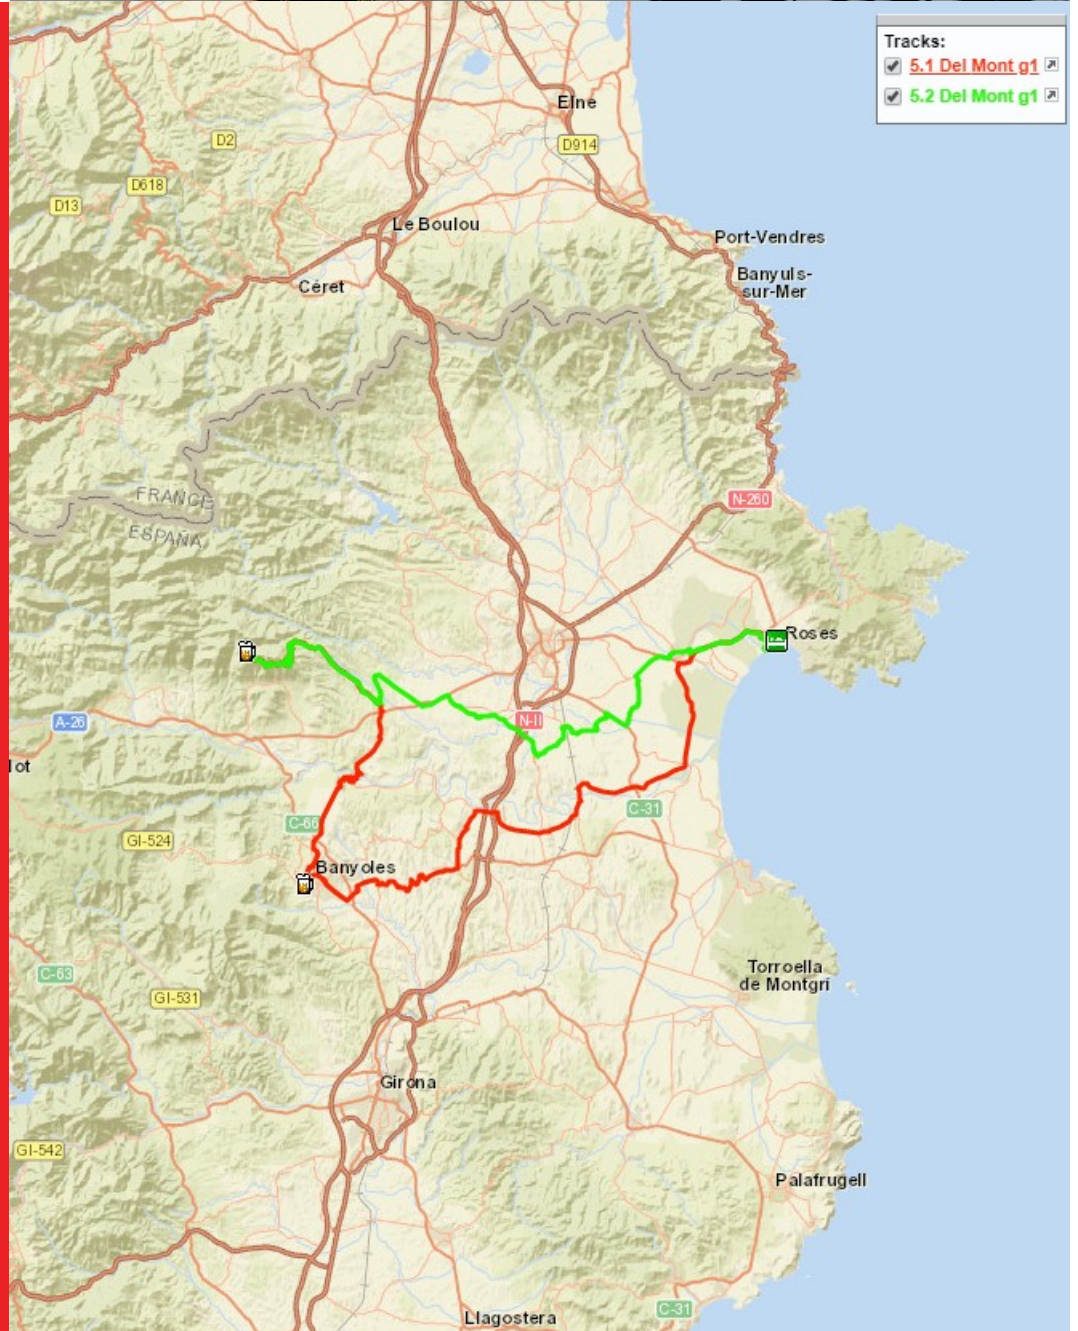 Tracks:
5.1 Del Mont g1
5.2 Del Mont g1
Elne
D2
D914
D618
D13
Le Boulou
Port-Vendres
Banyuls-
sur-Mer
Céret
FRANCE
N-260
ESPAÑA
Roses
A-26
N-II
lot
C-31
C-66
GI-524
Banyoles
Torroella
de Montgrí
C-63
GI-531
Girona
GI-542
Palafrugell
C-31
Llagostera